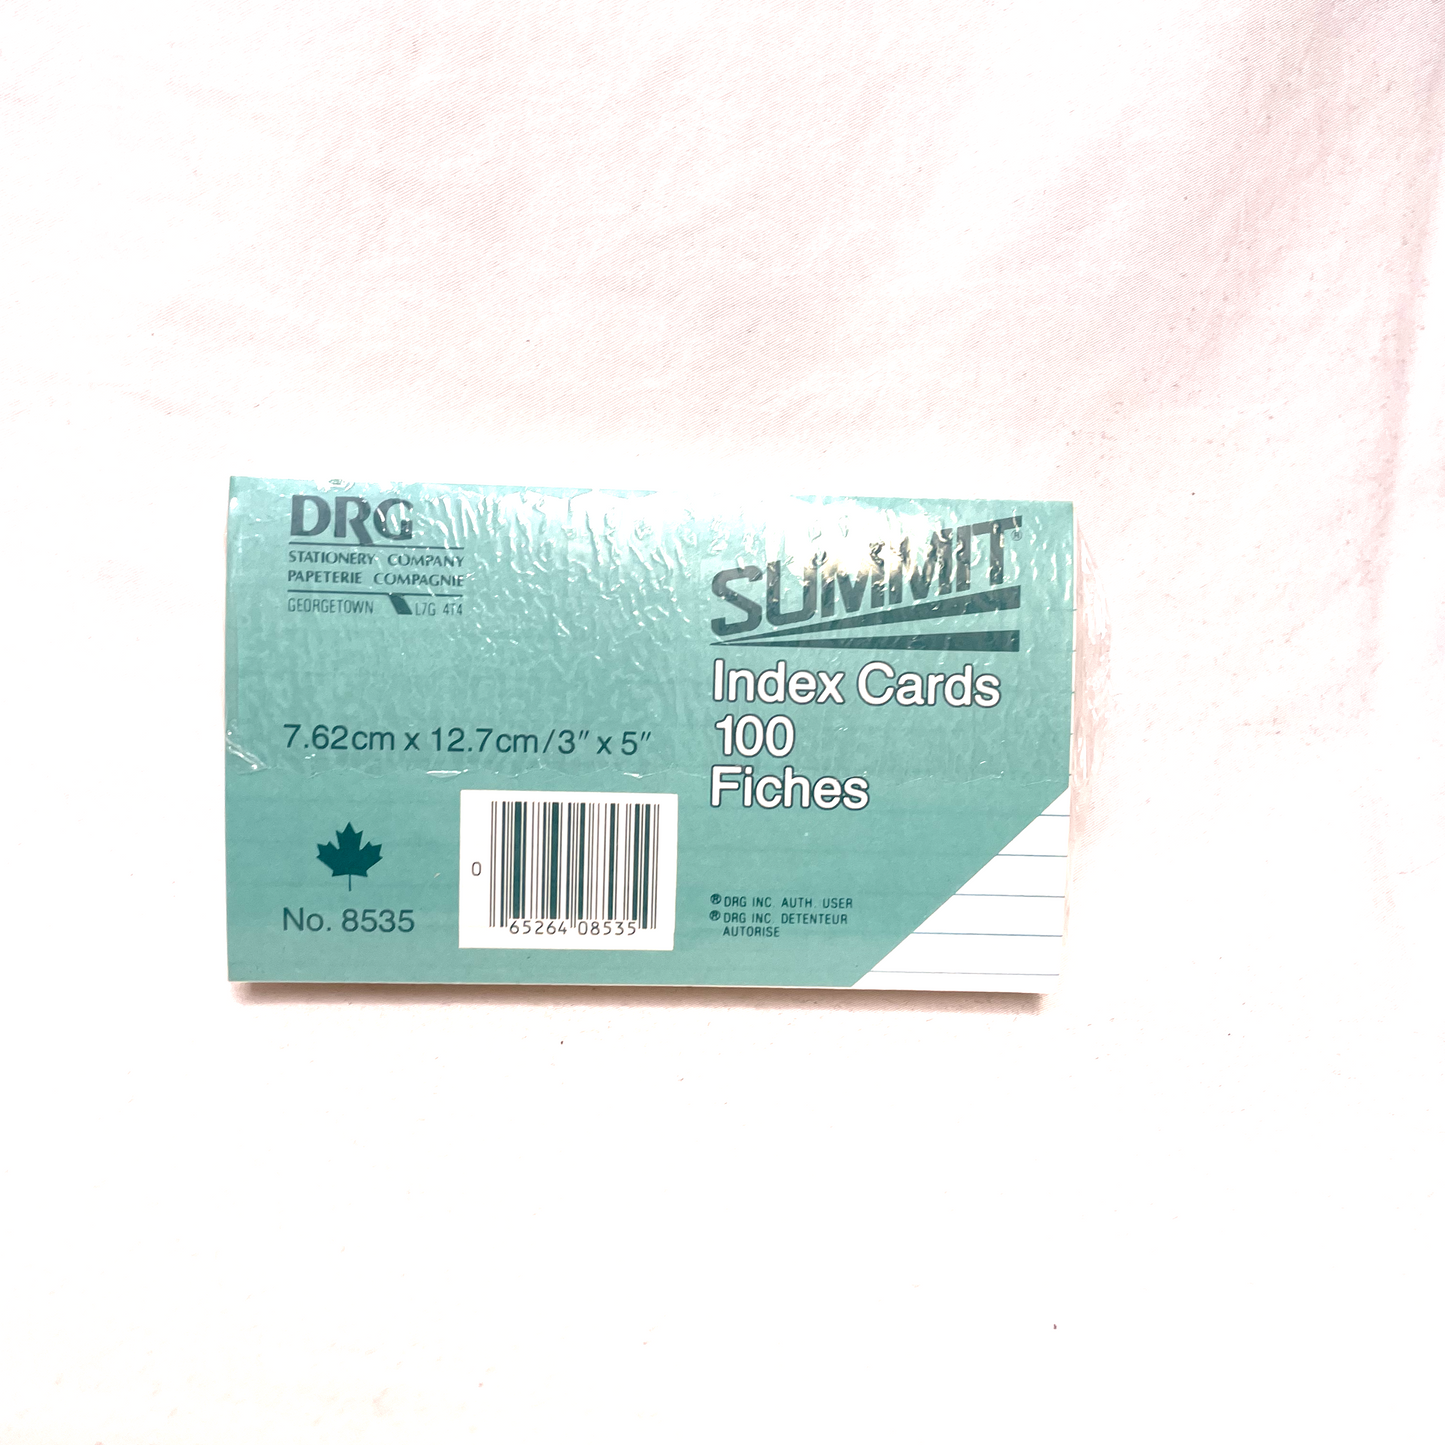 DRG
STATIONERY COMPANY
PAPETERIE COMPAGNIE
GEORGETOWN L7G 4T4
SUMMIT®
Index Cards
100
Fiches
7.62cm x 12.7cm/3" x 5"
No. 8535
0 65264 08535
® DRG INC. AUTH. USER
® DRG INC. DETENTEUR
AUTORISE